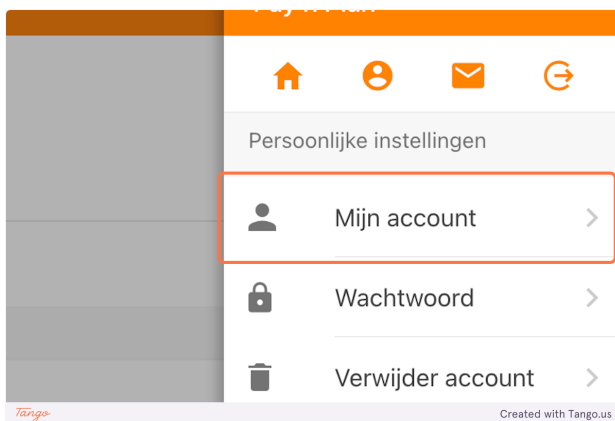 Persoonlijke instellingen
Mijn account
Wachtwoord
Verwijder account
Tango
Created with Tango.us